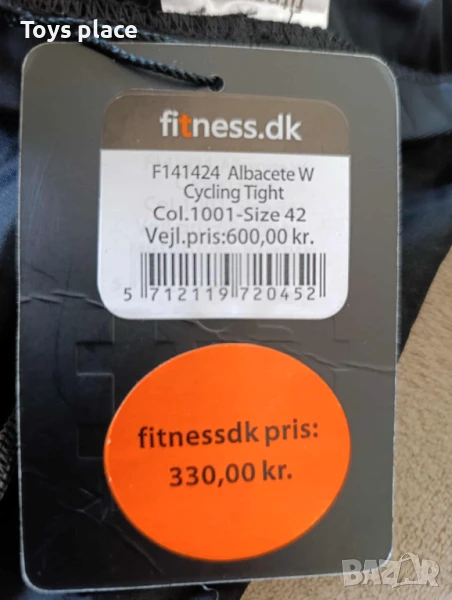 Toys place
fitness.dk
F141424 Albacete W
Cycling Tight
Col.1001-Size 42
Vejl.pris:600,00 kr.
5 712119 720452
fitnessdk pris:
330,00 kr.
BAZAR